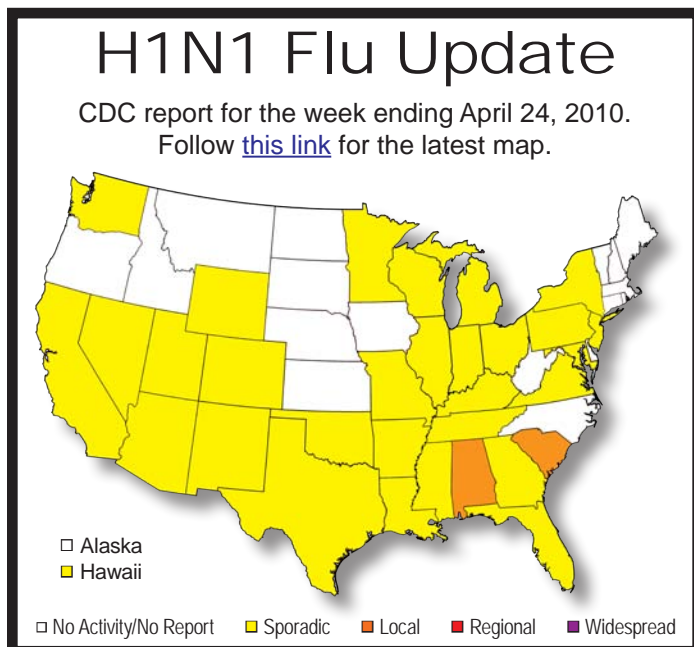 H1N1 Flu Update
CDC report for the week ending April 24, 2010.
Follow this link for the latest map.
Alaska
Hawaii
No Activity/No Report Sporadic Local Regional Widespread